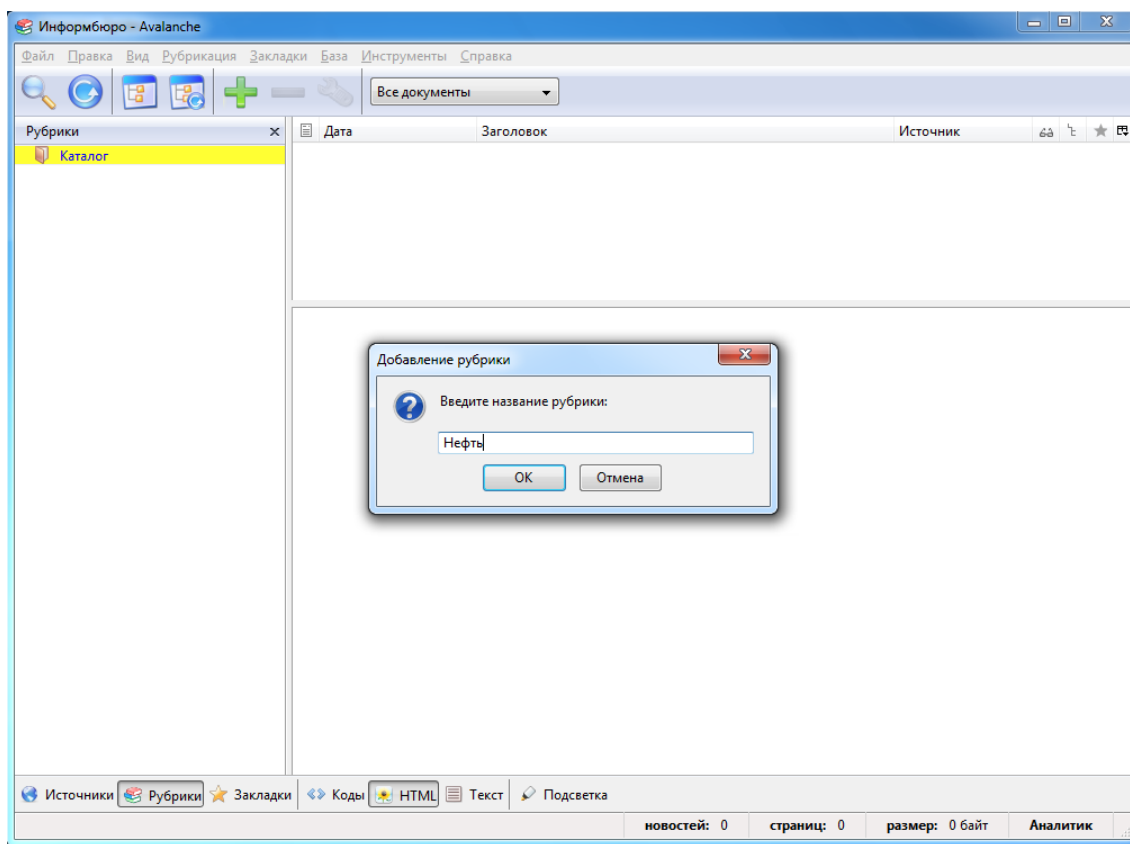 Информбюро - Avalanche
Файл Правка Вид Рубрикация Закладки База Инструменты Справка
Все документы
Рубрики
Дата Заголовок Источник
Каталог
Добавление рубрики
Введите название рубрики:
Нефть
OK Отмена
Источники Рубрики Закладки Коды HTML Текст Подсветка
новостей: 0 страниц: 0 размер: 0 байт Аналитик